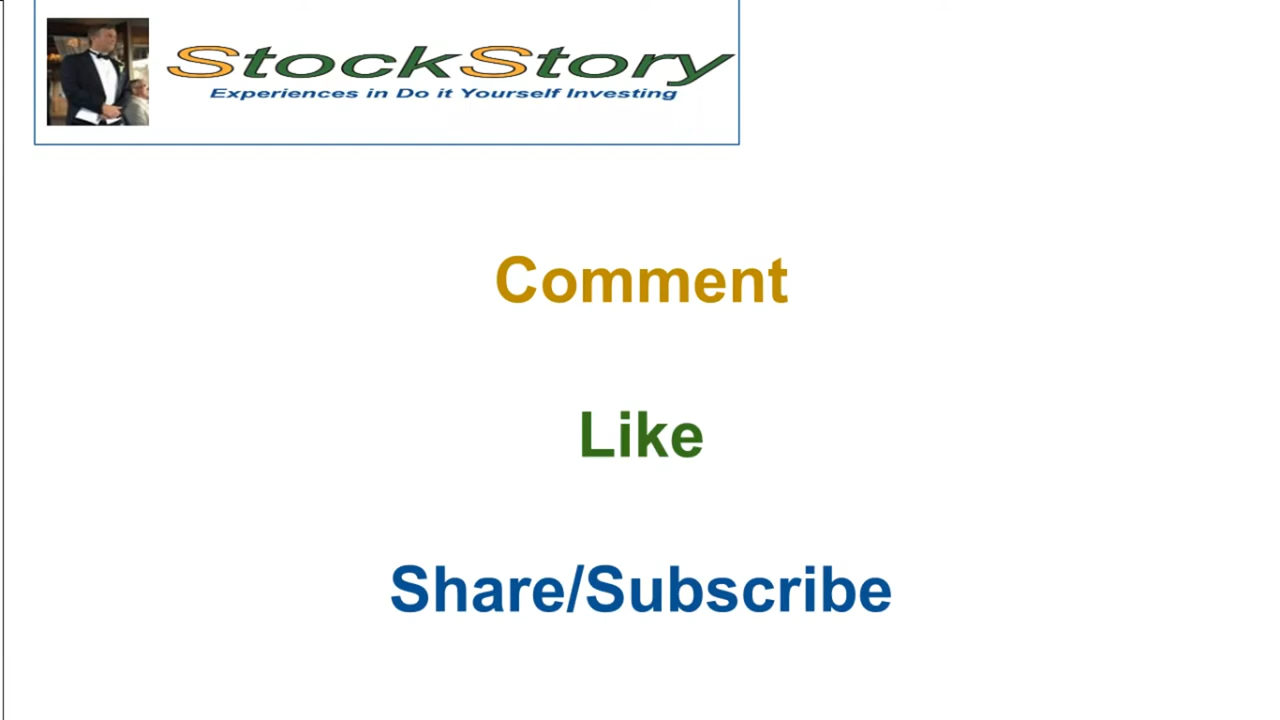 StockStory
Experiences in Do it Yourself Investing
Comment
Like
Share/Subscribe